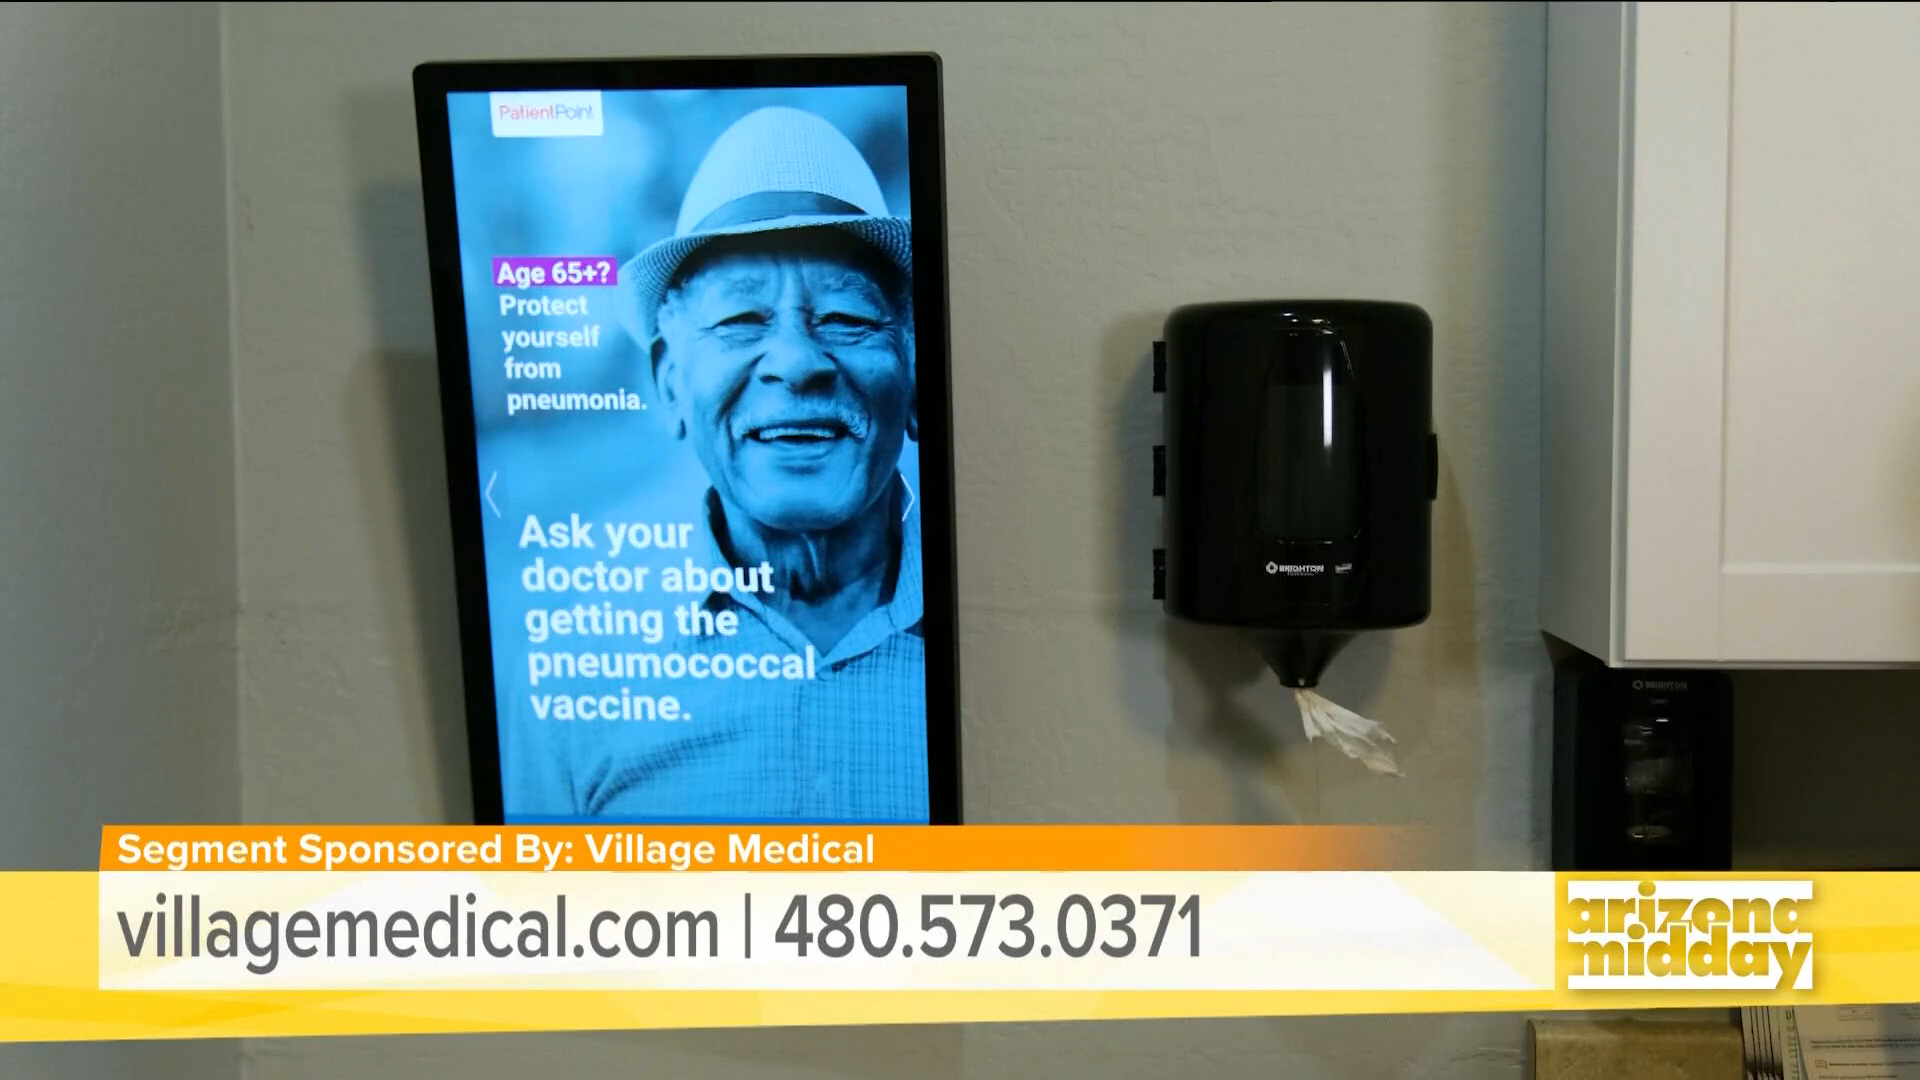 PatientPoint
Age 65+?
Protect
yourself
from
pneumonia.
Ask your
doctor about
getting the
pneumococcal
vaccine.
BRIGHTON
BRIGHTON
Segment Sponsored By: Village Medical
villagemedical.com | 480.573.0371
arizona
midday